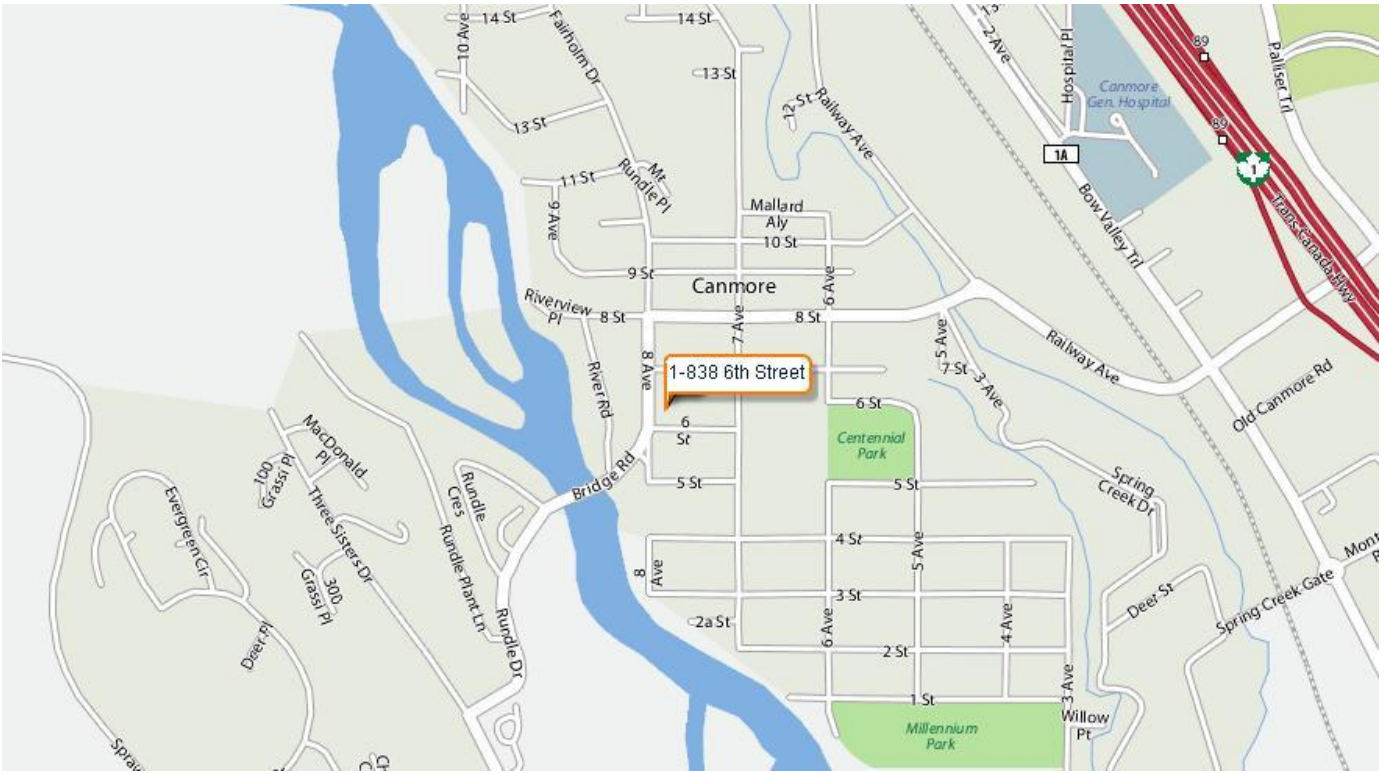 14 St
14 St
10 Ave
Fairholm Dr
13 St
2 Ave
Hospital Pl
89
Palliser Trl
13 St
Canmore
Gen. Hospital
12 St
Railway Ave
13 St
89
1A
1
11 St
Mt
Rundle Pl
Bow Valley Trl
Trans Canada Hwy
9 Ave
Mallard
Aly
10 St
9 St
Canmore
6 Ave
Riverview
Pl
8 St
7 Ave
8 St
5 Ave
Railway Ave
8 Ave
1-838 6th Street
7 St
3 Ave
River Rd
Old Canmore Rd
6 St
6
St
Centennial
Park
MacDonald
Pl
100
Grassi Pl
Bridge Rd
5 St
5 St
Spring
Creek Dr
Rundle
Cres
Evergreen Cir
Three Sisters Dr
Rundle Plant Ln
4 St
5 Ave
8
Ave
300
Grassi Pl
3 St
Deer St
Spring Creek Gate
Mont
2a St
6 Ave
4 Ave
Rundle Dr
Deer Pl
2 St
1 St
3 Ave
Willow
Pt
Millennium
Park
Spray